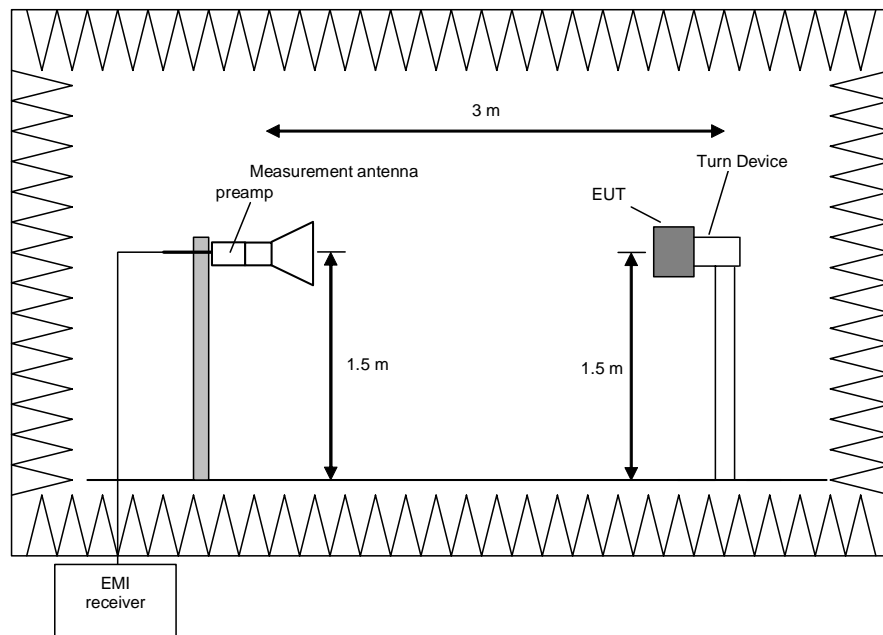 3 m
Measurement antenna
preamp
Turn Device
EUT
1.5 m
1.5 m
EMI
receiver